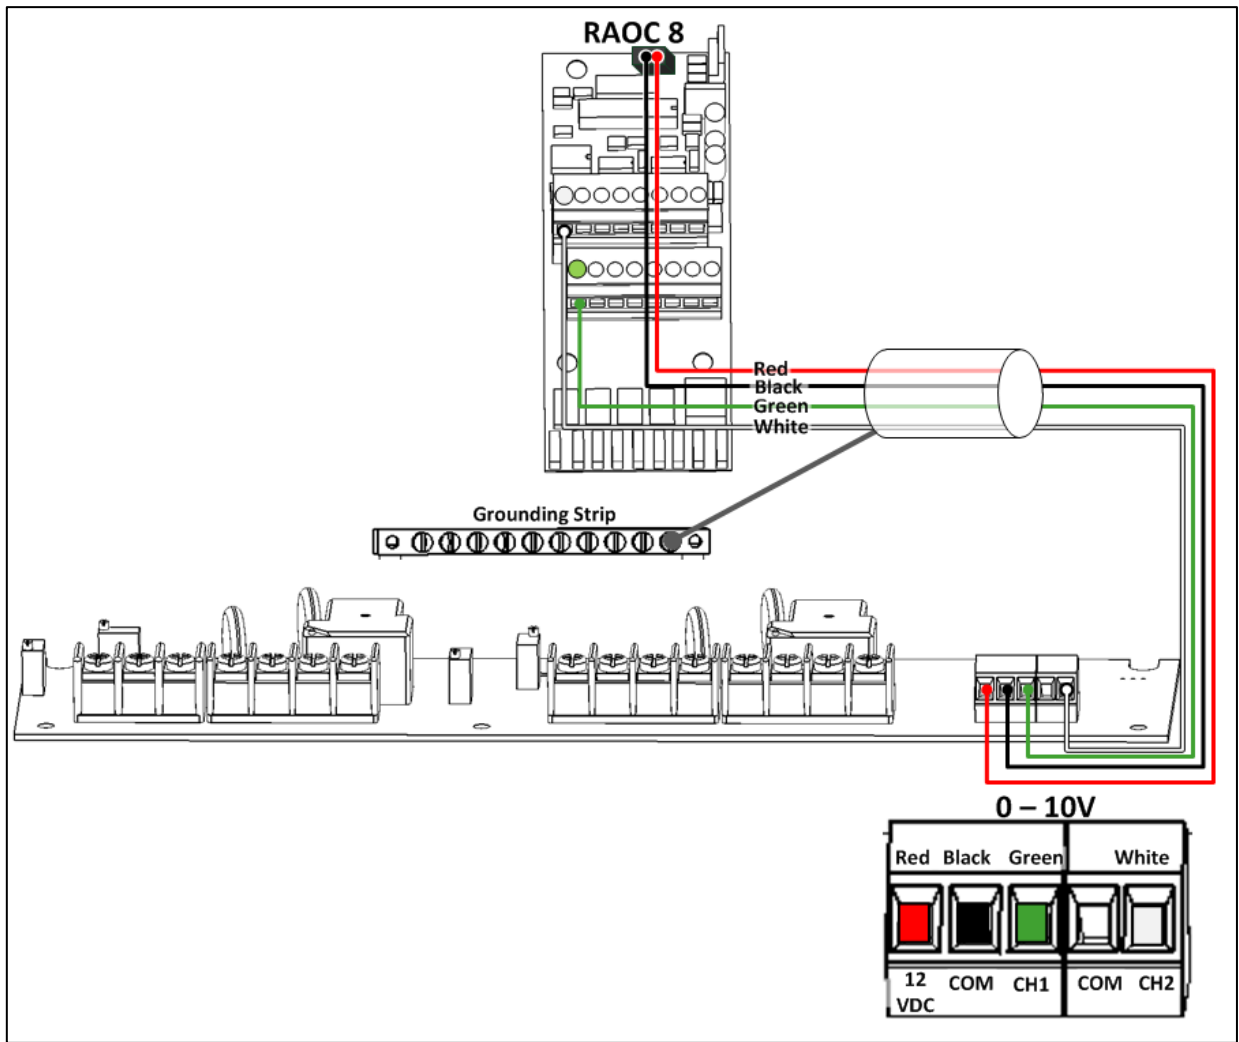 RAOC 8
Red
Black
Green
White
Grounding Strip
0 – 10V
Red Black Green White
12 COM CH1 COM CH2
VDC